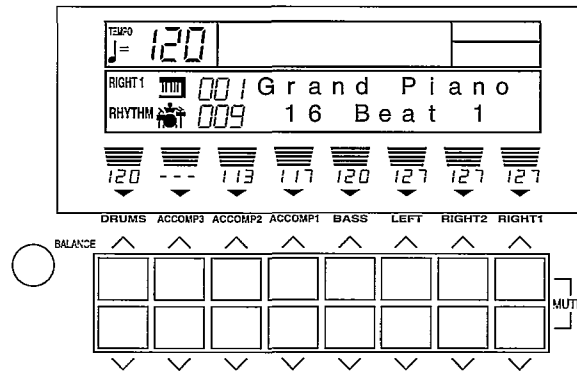 TEMPO
♩= 120
RIGHT 1 001 Grand Piano
RHYTHM 009 16 Beat 1
120 --- 113 117 120 127 127 127
DRUMS ACCOMP3 ACCOMP2 ACCOMP1 BASS LEFT RIGHT2 RIGHT1
BALANCE
MUTE